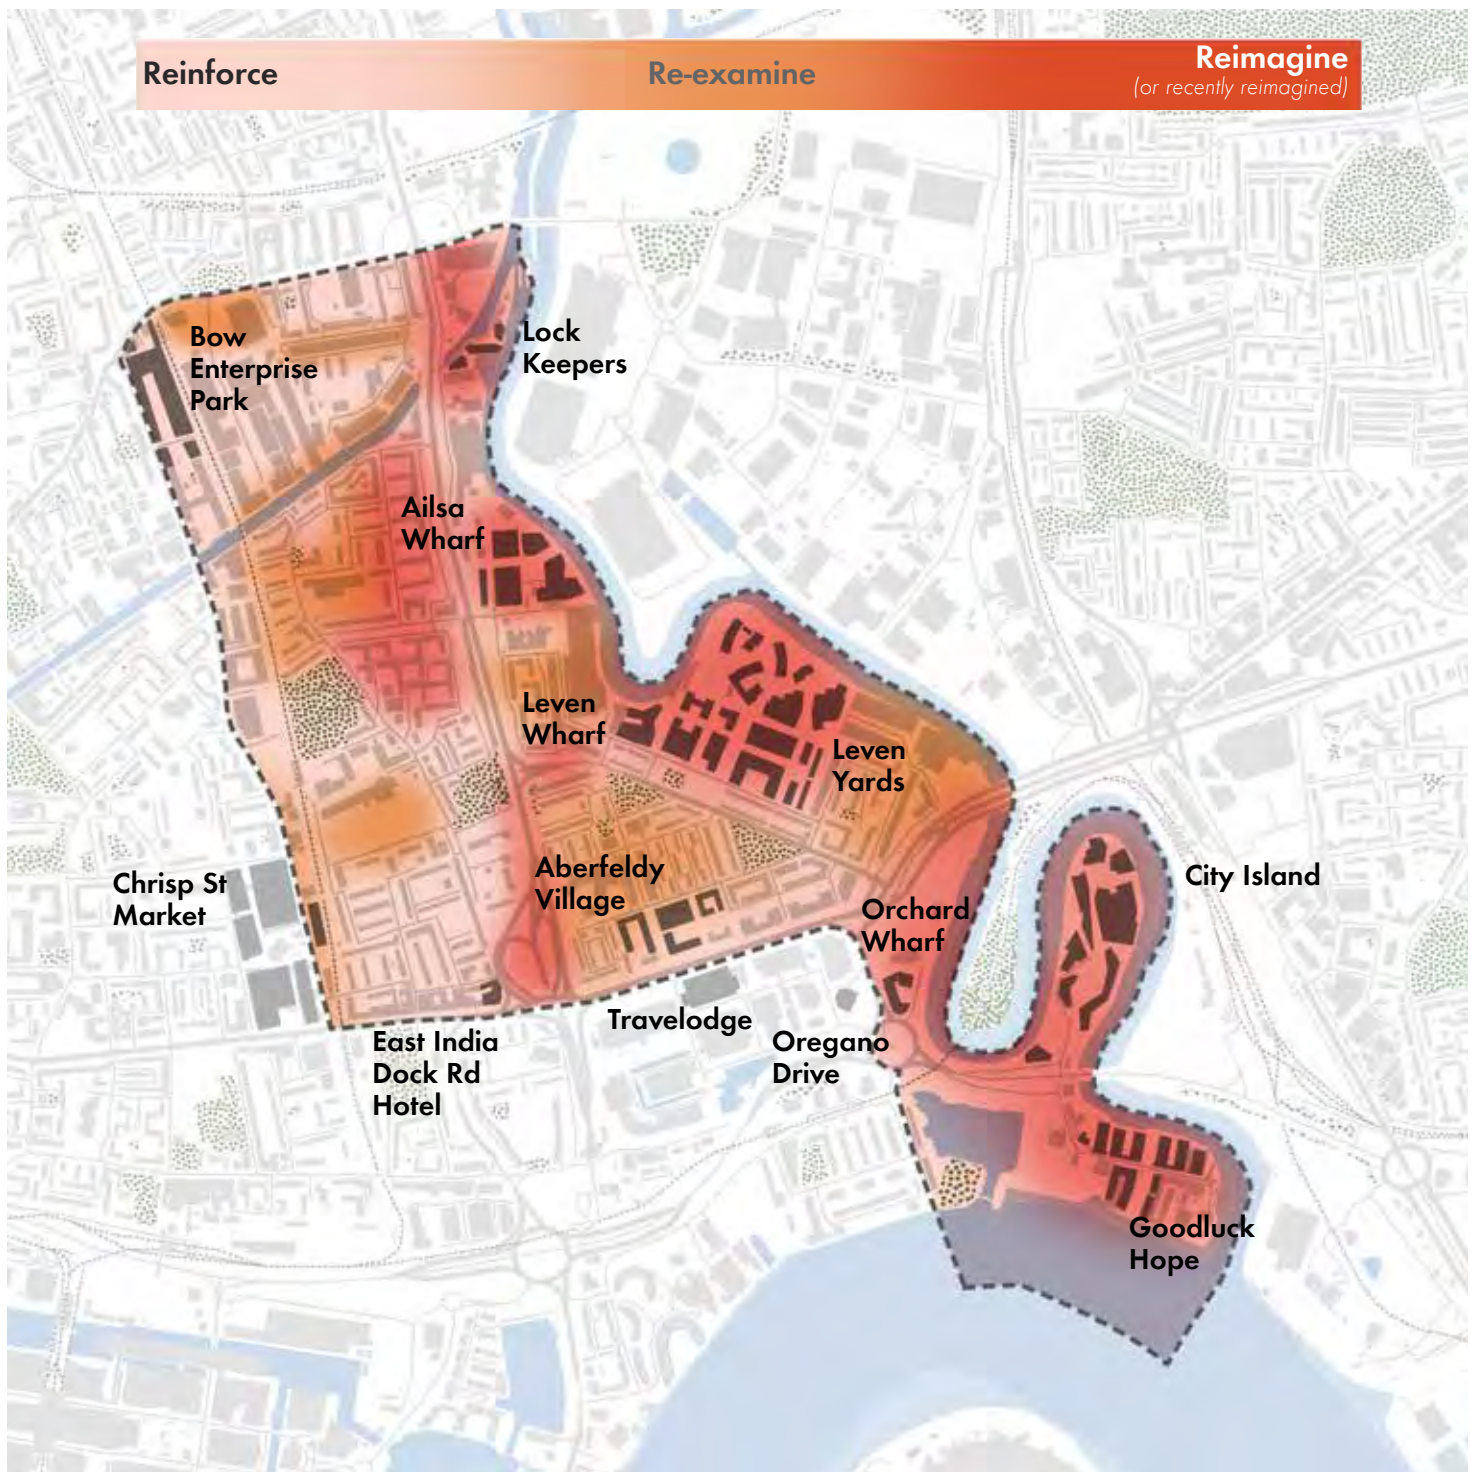 Reinforce
Re-examine
Reimagine
(or recently reimagined)
Bow
Enterprise
Park
Lock
Keepers
Ailsa
Wharf
Leven
Wharf
Leven
Yards
Aberfeldy
Village
Chrisp St
Market
City Island
Orchard
Wharf
Travelodge
East India
Dock Rd
Hotel
Oregano
Drive
Goodluck
Hope